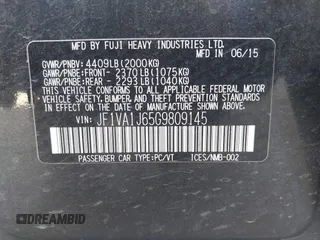 MFD BY FUJI HEAVY INDUSTRIES LTD.
GVWR/PNBV: 4409LB(2000KG) MFD IN 06/15
GAWR/PNBE:FRONT- 2370LB(1075KG)
GAWR/PNBE:REAR - 2293LB(1040KG)
THIS VEHICLE CONFORMS TO ALL APPLICABLE
FEDERAL MOTOR VEHICLE SAFETY,
BUMPER, AND THEFT PREVENTION STANDARDS
IN EFFECT ON THE DATE OF MANUFACTURE
SHOWN ABOVE.
JF1VA1J65G9809145
PASSENGER CAR PC/VT ICES/NMB-002
DREAMBID